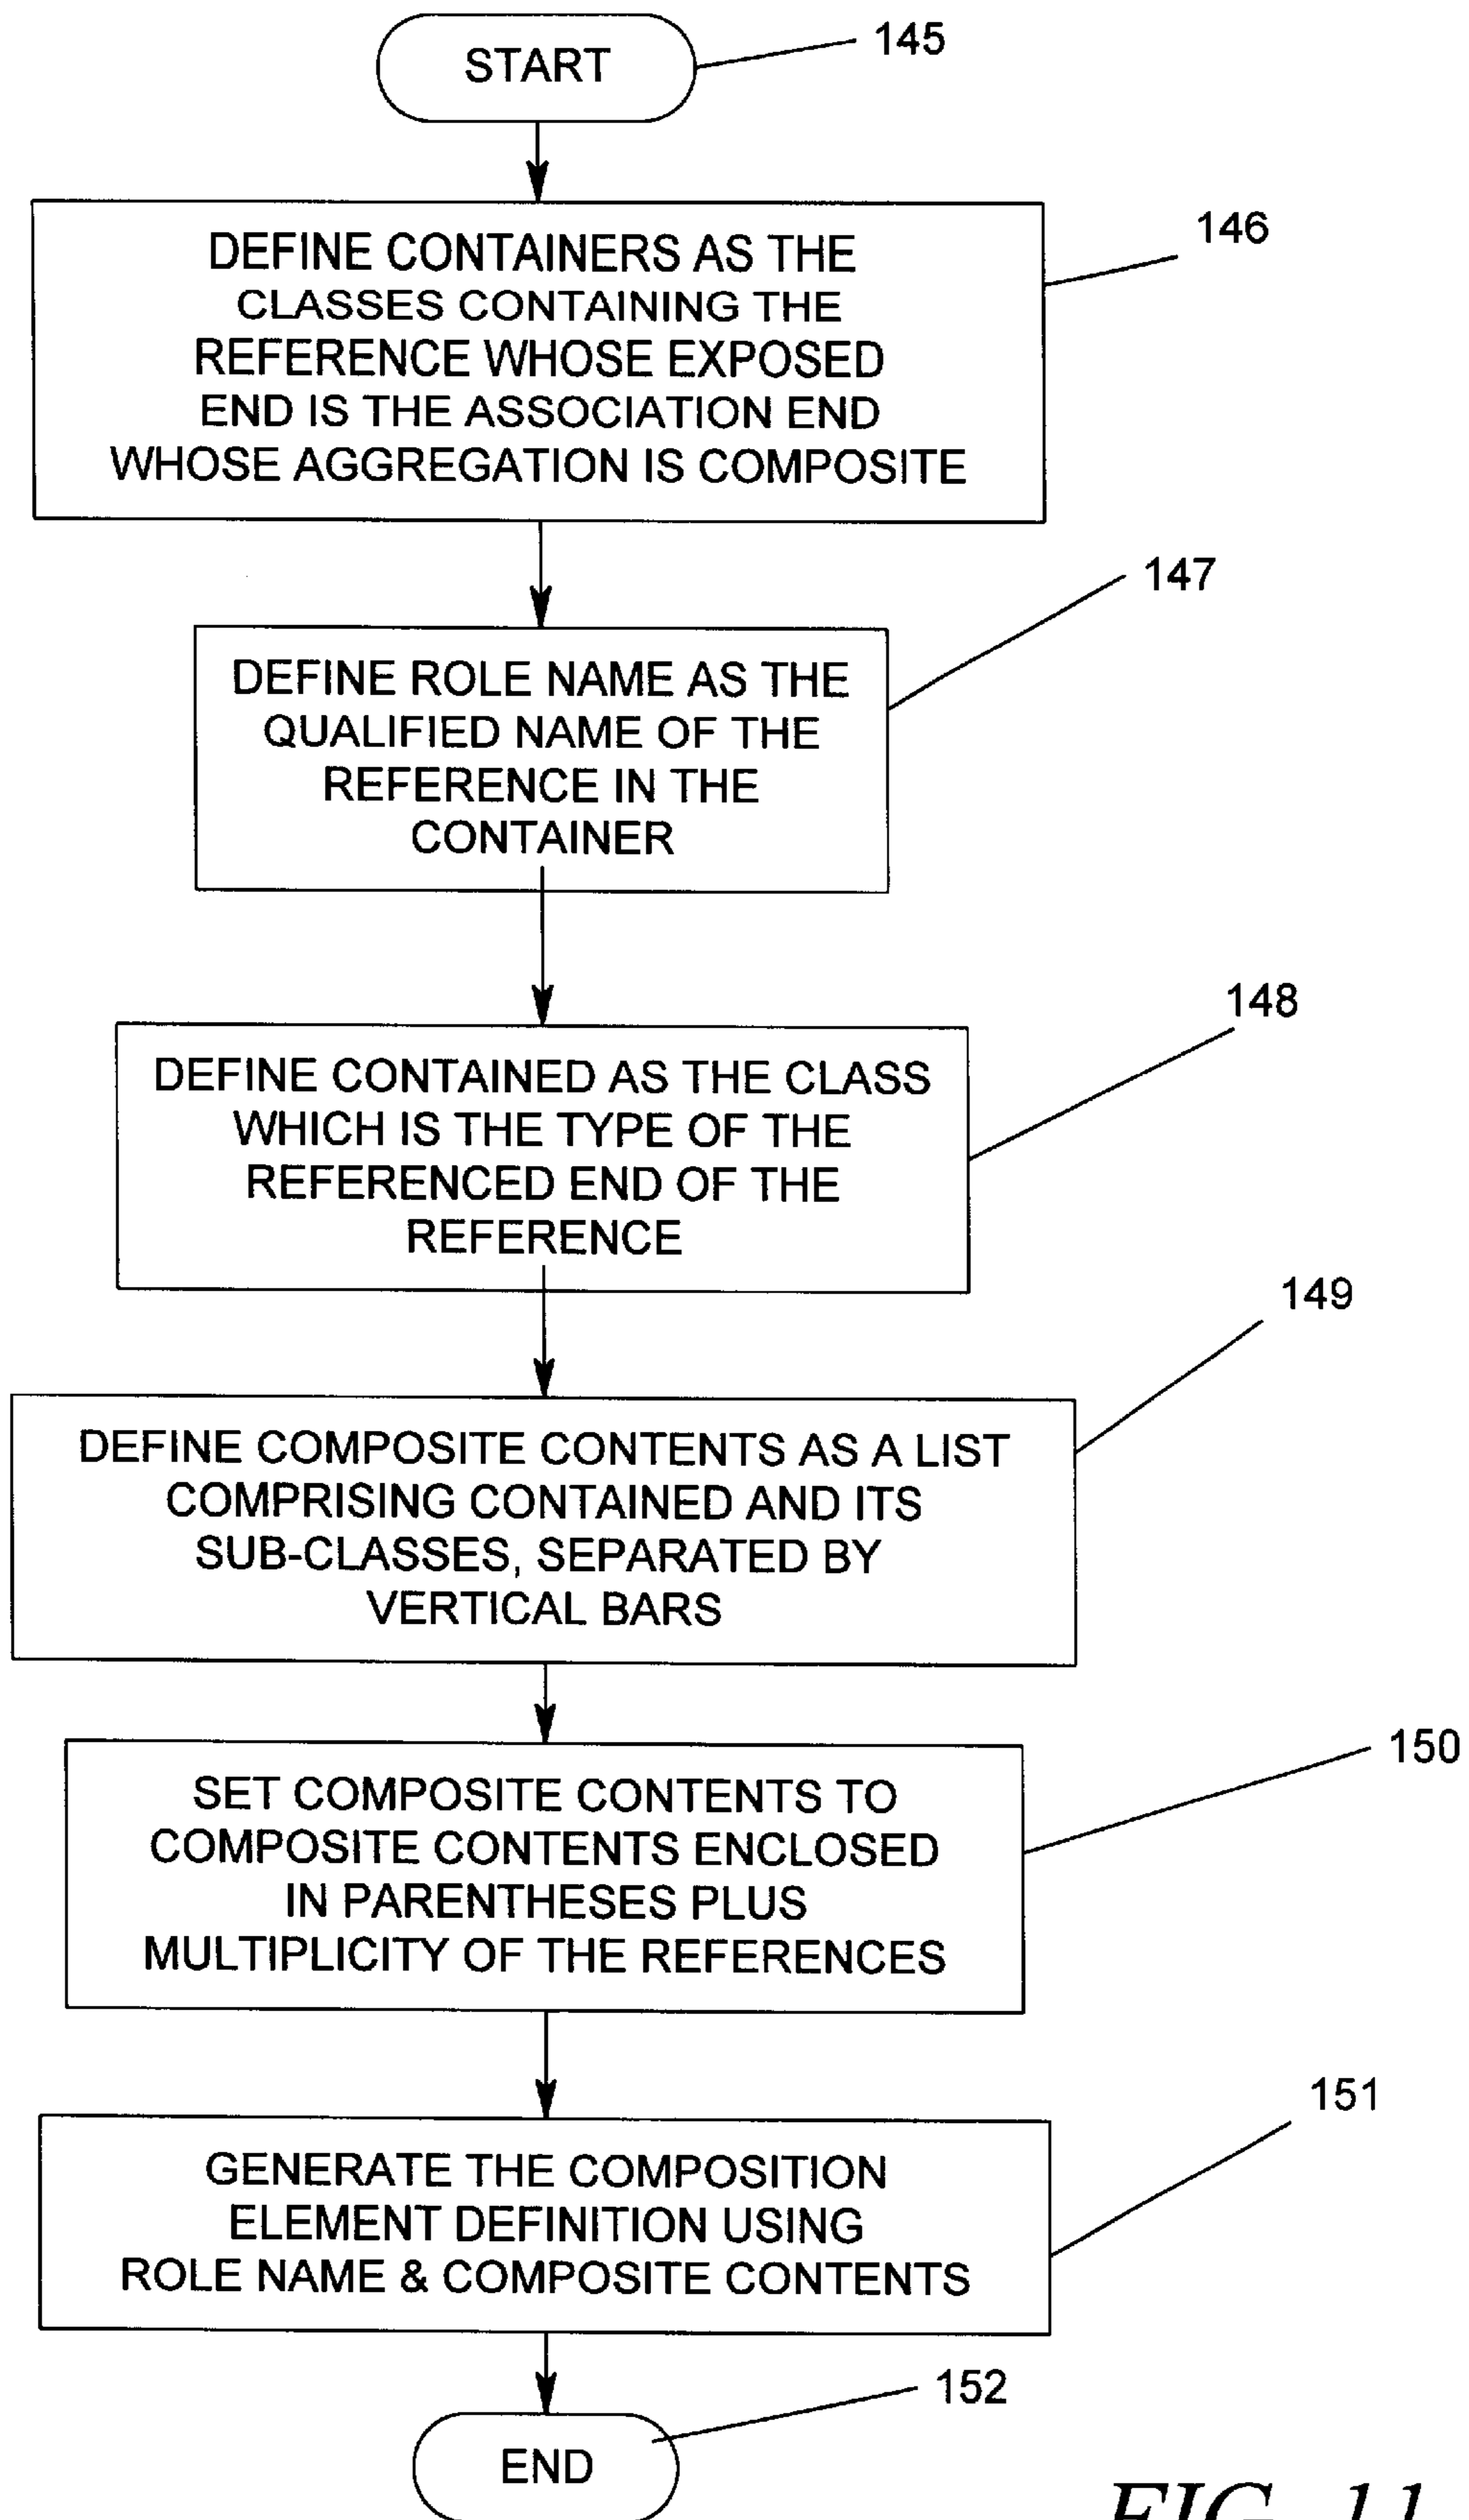 START
145
DEFINE CONTAINERS AS THE
CLASSES CONTAINING THE
REFERENCE WHOSE EXPOSED
END IS THE ASSOCIATION END
WHOSE AGGREGATION IS COMPOSITE
146
DEFINE ROLE NAME AS THE
QUALIFIED NAME OF THE
REFERENCE IN THE
CONTAINER
147
DEFINE CONTAINED AS THE CLASS
WHICH IS THE TYPE OF THE
REFERENCED END OF THE
REFERENCE
148
DEFINE COMPOSITE CONTENTS AS A LIST
COMPRISING CONTAINED AND ITS
SUB-CLASSES, SEPARATED BY
VERTICAL BARS
149
SET COMPOSITE CONTENTS TO
COMPOSITE CONTENTS ENCLOSED
IN PARENTHESES PLUS
MULTIPLICITY OF THE REFERENCES
150
GENERATE THE COMPOSITION
ELEMENT DEFINITION USING
ROLE NAME & COMPOSITE CONTENTS
151
END
152
FIG. 11